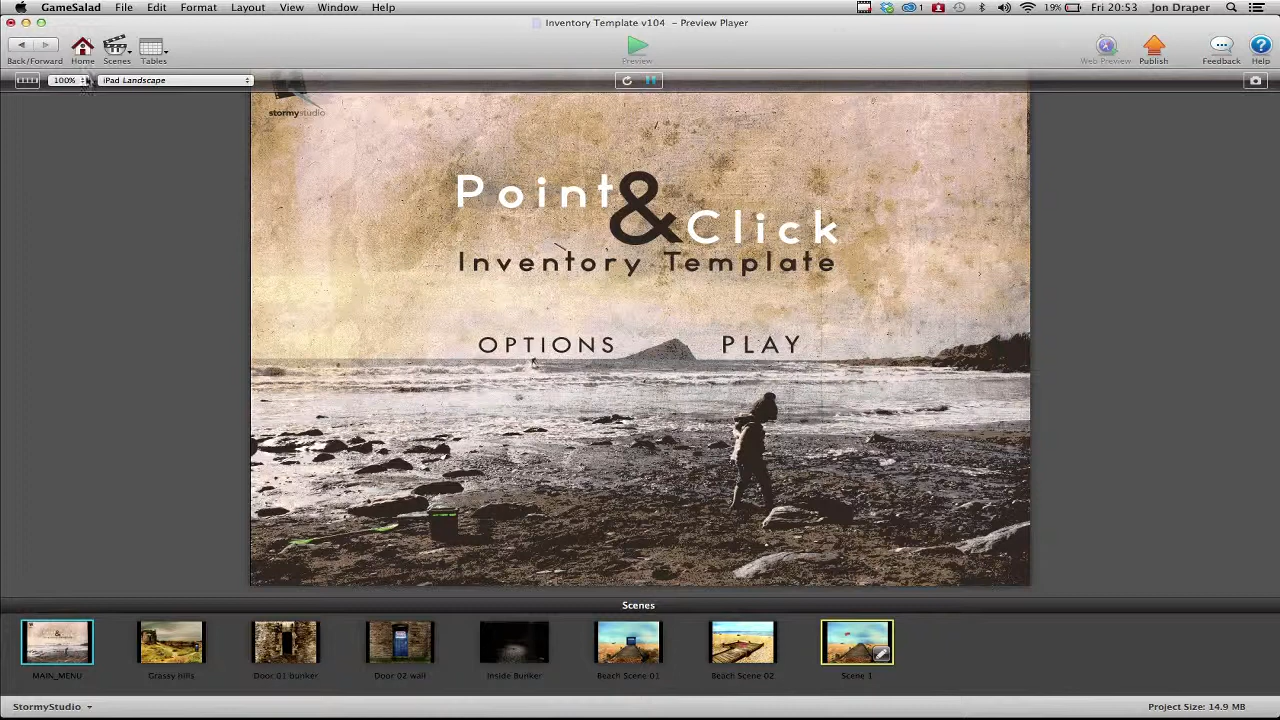 GameSalad File Edit Format Layout View Window Help 1 19% Fri 20:53 Jon Draper
Inventory Template v104 - Preview Player
Back/Forward Home Scenes Tables Preview Web Preview Publish Feedback Help
100% iPad Landscape
stormystudio
Point
&
Click
Inventory Template
OPTIONS PLAY
Scenes
MAIN_MENU Grassy hills Door 01 bunker Door 02 wall Inside Bunker Beach Scene 01 Beach Scene 02 Scene 1
StormyStudio Project Size: 14.9 MB